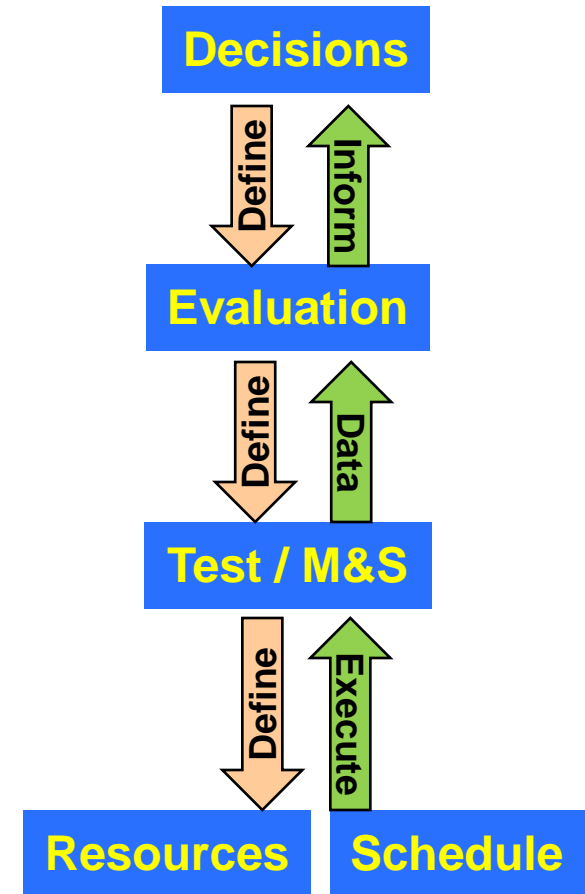 Decisions
Define
Inform
Evaluation
Define
Data
Test / M&S
Define
Execute
Resources
Schedule